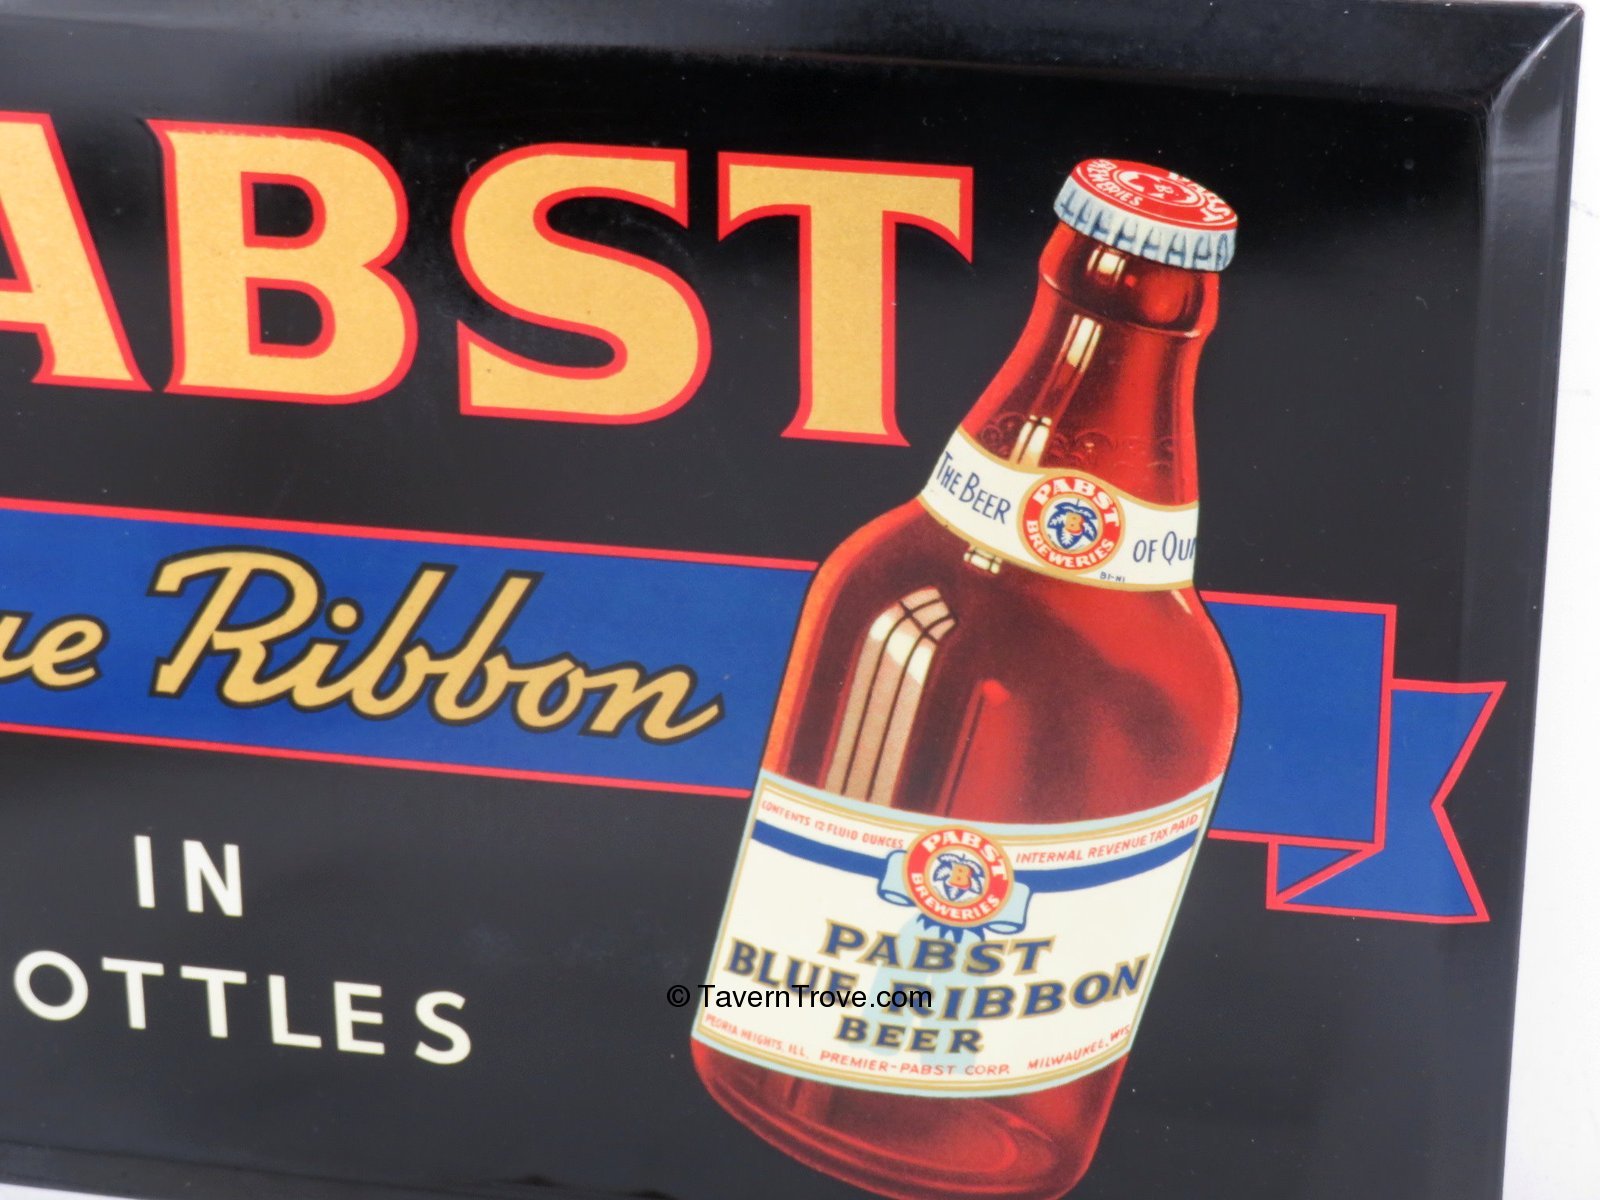 ABST
ue Ribbon
IN
OTTLES
THE BEER
PABST
BREWERIES
B
OF QU
CONTENTS 12 FLUID OUNCES
INTERNAL REVENUE TAX PAID
PABST
BREWERIES
B
PABST
BLUE RIBBON
BEER
PEORIA HEIGHTS, ILL. PREMIER-PABST CORP. MILWAUKEE, WIS.
© TavernTrove.com